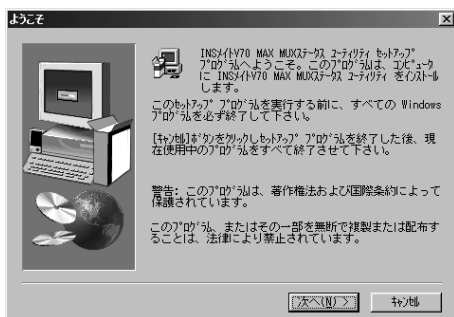 ようこそ
INSﾒｲﾄV70 MAX MUXｽﾃｰﾀｽ ﾕｰﾃｨﾘﾃｨ ｾｯﾄｱｯﾌﾟ
ﾌﾟﾛｸﾞﾗﾑへようこそ。このﾌﾟﾛｸﾞﾗﾑは、ｺﾝﾋﾟｭｰﾀ
に INSﾒｲﾄV70 MAX MUXｽﾃｰﾀｽ ﾕｰﾃｨﾘﾃｨ をｲﾝｽﾄｰﾙ
します。
このｾｯﾄｱｯﾌﾟ ﾌﾟﾛｸﾞﾗﾑを実行する前に、すべての Windows
ﾌﾟﾛｸﾞﾗﾑを必ず終了して下さい。
[ｷｬﾝｾﾙ]ﾎﾞﾀﾝをｸﾘｯｸしｾｯﾄｱｯﾌﾟ ﾌﾟﾛｸﾞﾗﾑを終了した後、現
在使用中のﾌﾟﾛｸﾞﾗﾑをすべて終了させて下さい。
警告: このﾌﾟﾛｸﾞﾗﾑは、著作権法および国際条約によって
保護されています。
このﾌﾟﾛｸﾞﾗﾑ、またはその一部を無断で複製または配布す
ることは、法律により禁止されています。
次へ(N) >
ｷｬﾝｾﾙ